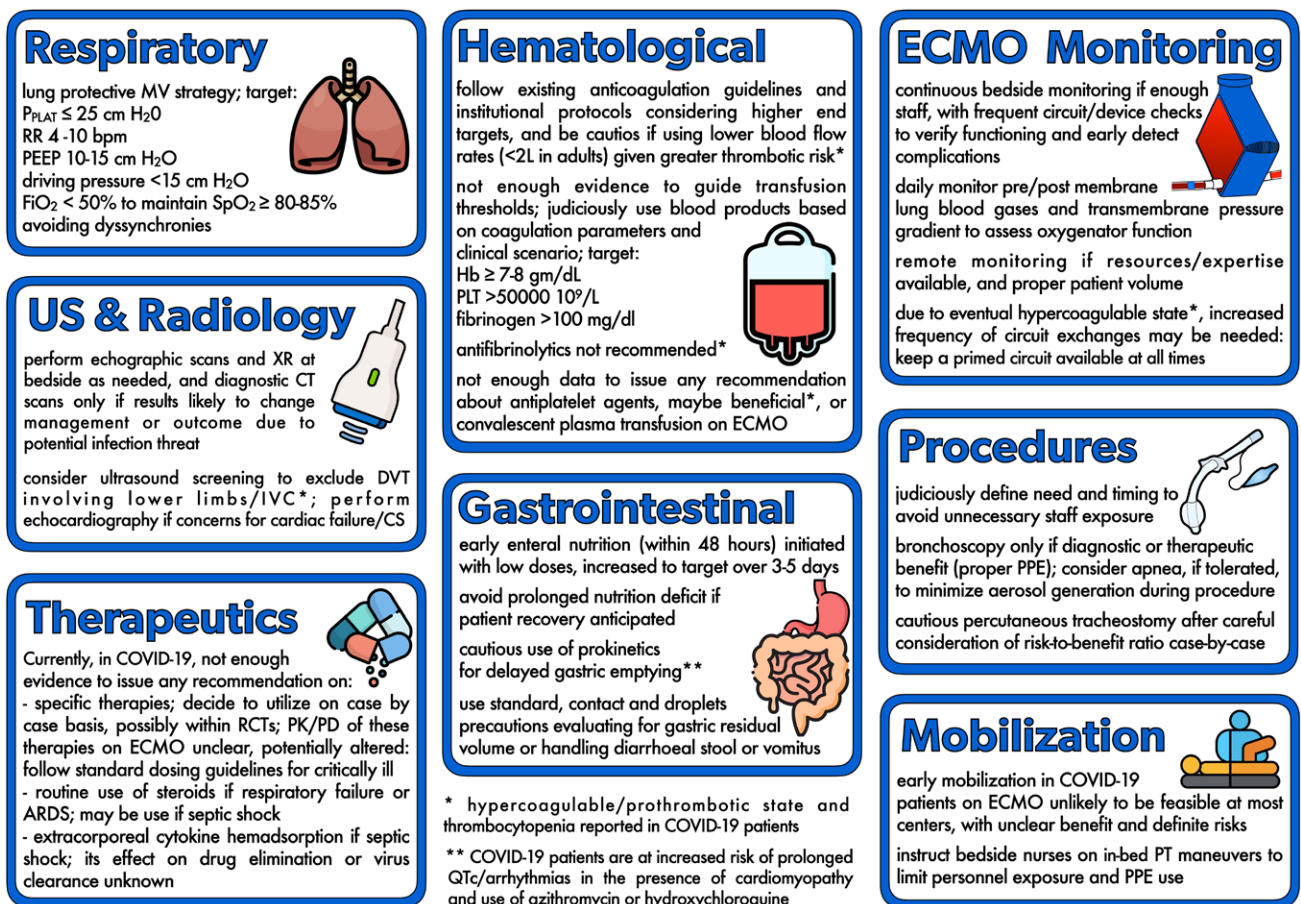 Respiratory
lung protective MV strategy; target:
PPLAT ≤ 25 cm H20
RR 4 -10 bpm
PEEP 10-15 cm H2O
driving pressure <15 cm H2O
FiO2 < 50% to maintain SpO2 ≥ 80-85%
avoiding dyssynchronies
US & Radiology
perform echographic scans and XR at
bedside as needed, and diagnostic CT
scans only if results likely to change
management or outcome due to
potential infection threat
consider ultrasound screening to exclude DVT
involving lower limbs/IVC*; perform
echocardiography if concerns for cardiac failure/CS
Therapeutics
Currently, in COVID-19, not enough
evidence to issue any recommendation on:
- specific therapies; decide to utilize on case by
case basis, possibly within RCTs; PK/PD of these
therapies on ECMO unclear, potentially altered:
follow standard dosing guidelines for critically ill
- routine use of steroids if respiratory failure or
ARDS; may be use if septic shock
- extracorporeal cytokine hemadsorption if septic
shock; its effect on drug elimination or virus
clearance unknown
Hematological
follow existing anticoagulation guidelines and
institutional protocols considering higher end
targets, and be cautios if using lower blood flow
rates (<2L in adults) given greater thrombotic risk*
not enough evidence to guide transfusion
thresholds; judiciously use blood products based
on coagulation parameters and
clinical scenario; target:
Hb ≥ 7-8 gm/dL
PLT >50000 10⁹/L
fibrinogen >100 mg/dl
antifibrinolytics not recommended*
not enough data to issue any recommendation
about antiplatelet agents, maybe beneficial*, or
convalescent plasma transfusion on ECMO
Gastrointestinal
early enteral nutrition (within 48 hours) initiated
with low doses, increased to target over 3-5 days
avoid prolonged nutrition deficit if
patient recovery anticipated
cautious use of prokinetics
for delayed gastric emptying**
use standard, contact and droplets
precautions evaluating for gastric residual
volume or handling diarrhoeal stool or vomitus
* hypercoagulable/prothrombotic state and
thrombocytopenia reported in COVID-19 patients
** COVID-19 patients are at increased risk of prolonged
QTc/arrhythmias in the presence of cardiomyopathy
and use of azithromycin or hydroxychloroquine
ECMO Monitoring
continuous bedside monitoring if enough
staff, with frequent circuit/device checks
to verify functioning and early detect
complications
daily monitor pre/post membrane
lung blood gases and transmembrane pressure
gradient to assess oxygenator function
remote monitoring if resources/expertise
available, and proper patient volume
due to eventual hypercoagulable state*, increased
frequency of circuit exchanges may be needed:
keep a primed circuit available at all times
Procedures
judiciously define need and timing to
avoid unnecessary staff exposure
bronchoscopy only if diagnostic or therapeutic
benefit (proper PPE); consider apnea, if tolerated,
to minimize aerosol generation during procedure
cautious percutaneous tracheostomy after careful
consideration of risk-to-benefit ratio case-by-case
Mobilization
early mobilization in COVID-19
patients on ECMO unlikely to be feasible at most
centers, with unclear benefit and definite risks
instruct bedside nurses on in-bed PT maneuvers to
limit personnel exposure and PPE use